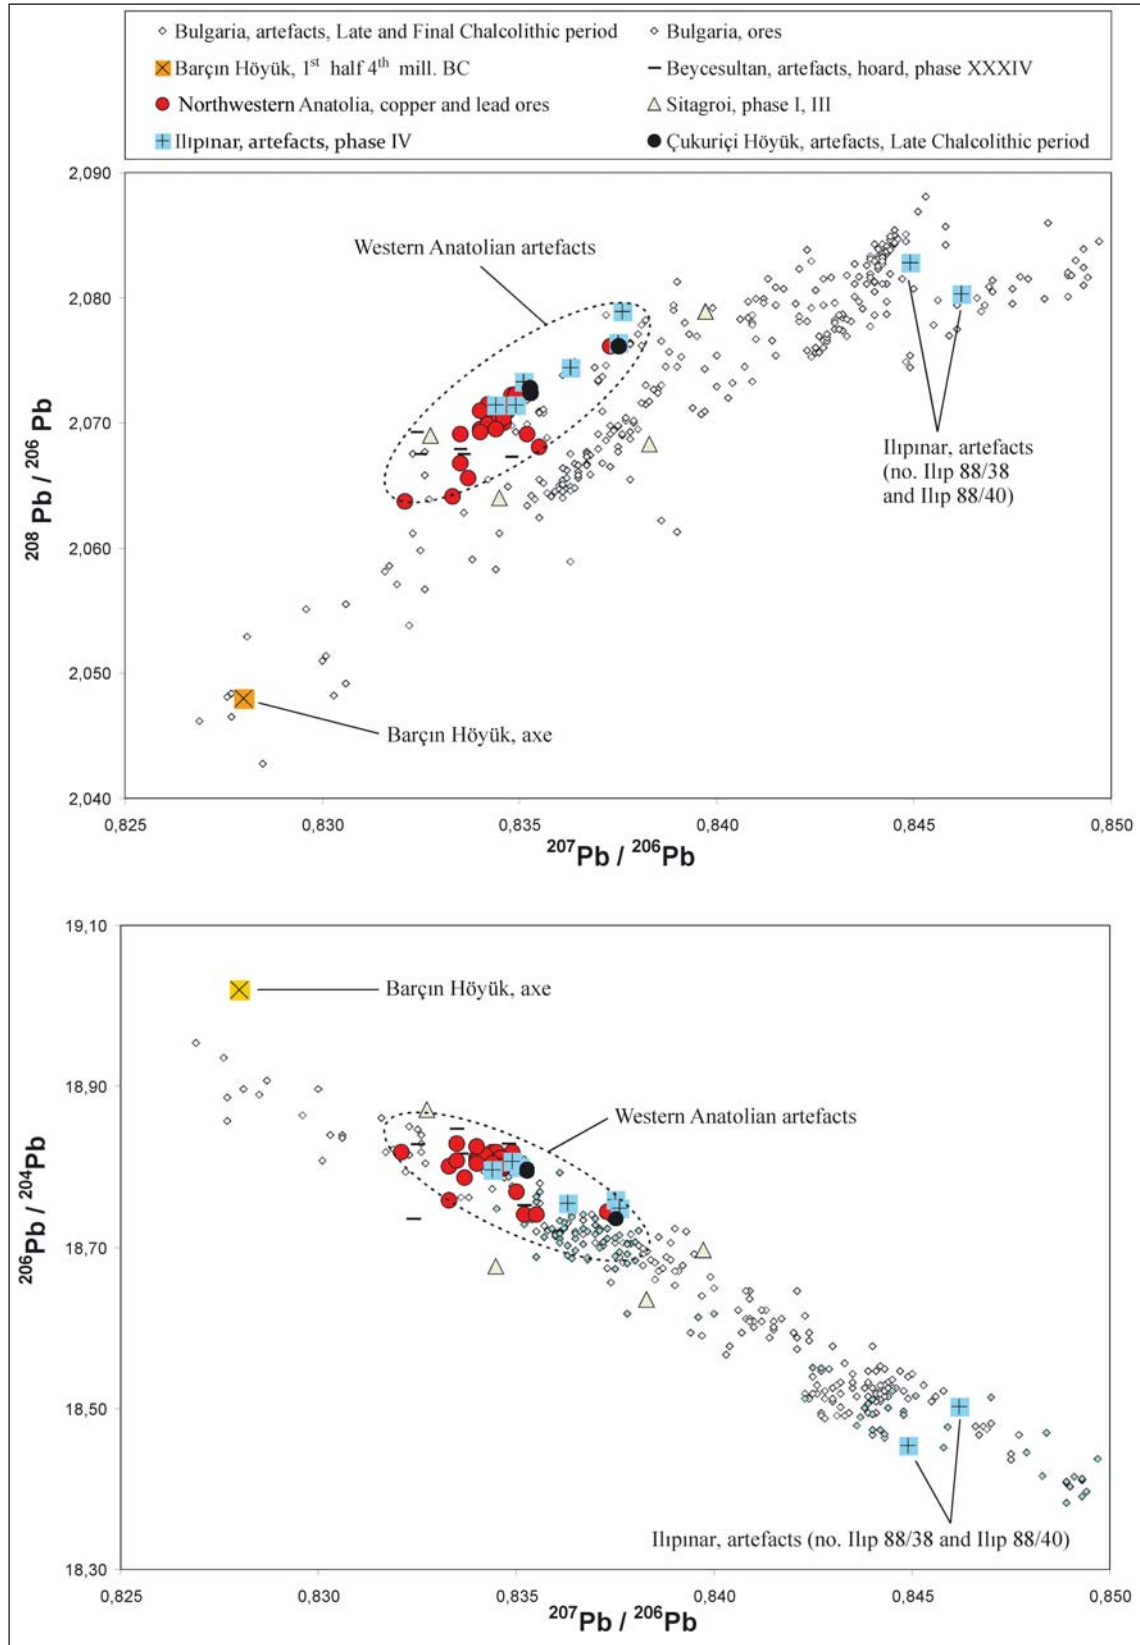 Bulgaria, artefacts, Late and Final Chalcolithic period
Bulgaria, ores
Barçın Höyük, 1st half 4th mill. BC
Beycesultan, artefacts, hoard, phase XXXIV
Northwestern Anatolia, copper and lead ores
Sitagroi, phase I, III
Ilıpınar, artefacts, phase IV
Çukuriçi Höyük, artefacts, Late Chalcolithic period
2,090
2,080
2,070
2,060
2,050
2,040
208 Pb / 206 Pb
Western Anatolian artefacts
Ilıpınar, artefacts
(no. Ilıp 88/38
and Ilıp 88/40)
Barçın Höyük, axe
0,825
0,830
0,835
0,840
0,845
0,850
207Pb / 206Pb
19,10
18,90
18,70
18,50
18,30
206Pb / 204Pb
Barçın Höyük, axe
Western Anatolian artefacts
Ilıpınar, artefacts (no. Ilıp 88/38 and Ilıp 88/40)
0,825
0,830
0,835
0,840
0,845
0,850
207Pb / 206Pb